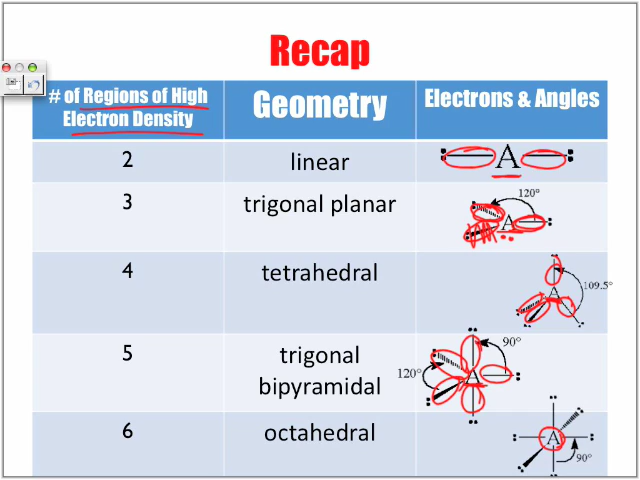 Recap
# of Regions of High
Electron Density
Geometry
Electrons & Angles
2
linear
A
3
trigonal planar
120°
A
4
tetrahedral
A
109.5°
5
trigonal
bipyramidal
90°
120°
A
6
octahedral
A
90°